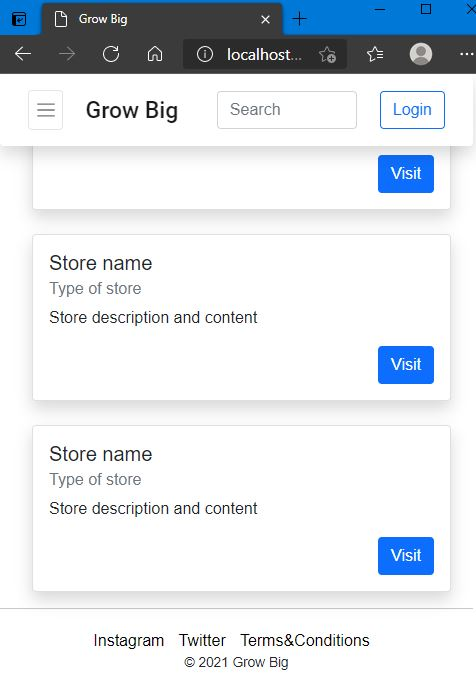 Grow Big
localhost...
Grow Big Search Login
Visit
Store name
Type of store
Store description and content
Visit
Store name
Type of store
Store description and content
Visit
Instagram Twitter Terms&Conditions
© 2021 Grow Big